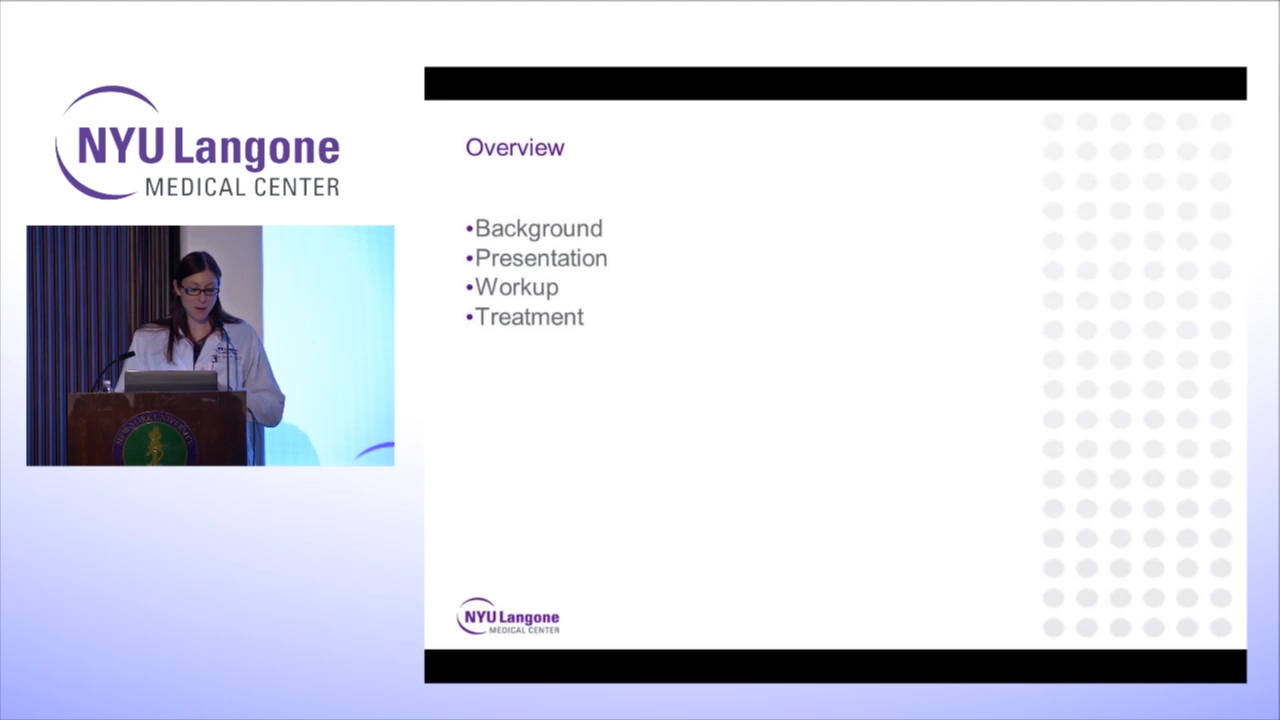 NYU Langone
MEDICAL CENTER
Overview
•Background
•Presentation
•Workup
•Treatment
NYU Langone
MEDICAL CENTER